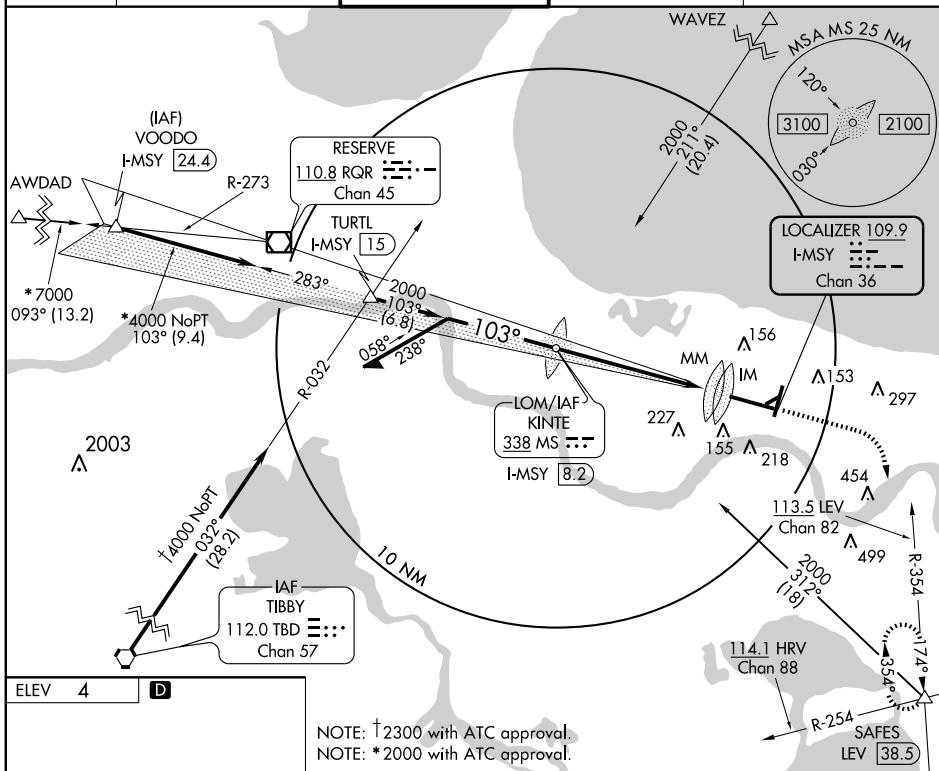 WAVEZ
MSA MS 25 NM
120°
3100
2100
030°
2000
211°
(20.4)
(IAF)
VOODO
I-MSY 24.4
RESERVE
110.8 RQR
Chan 45
R-273
AWDAD
TURTL
I-MSY 15
LOCALIZER 109.9
I-MSY
Chan 36
*7000
093° (13.2)
*4000 NoPT
103° (9.4)
283°
2000
103°
(6.8)
103°
058°
238°
R-032
MM
IM
156
153
297
LOM/IAF
KINTE
338 MS
I-MSY 8.2
227
155
218
2003
454
113.5 LEV
Chan 82
499
†4000 NoPT
032°
(28.2)
10 NM
2000
312°
(18)
R-354
IAF
TIBBY
112.0 TBD
Chan 57
114.1 HRV
Chan 88
354°
174°
R-254
SAFES
LEV 38.5
ELEV 4
D
NOTE: †2300 with ATC approval.
NOTE: *2000 with ATC approval.